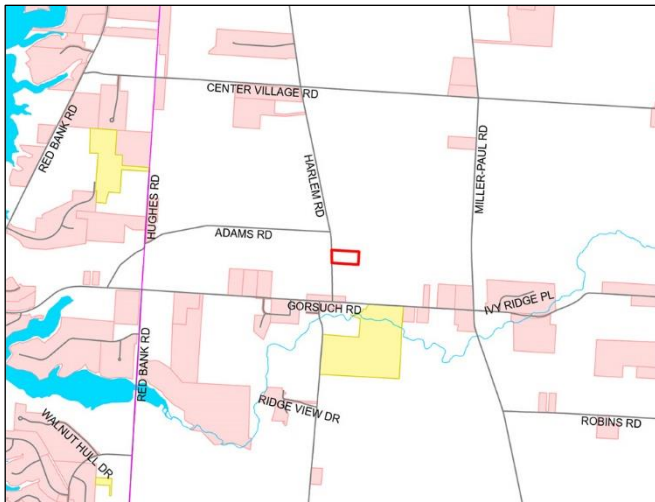 CENTER VILLAGE RD
RED BANK RD
HUGHES RD
HARLEM RD
MILLER-PAUL RD
ADAMS RD
GORSUCH RD
IVY RIDGE PL
RED BANK RD
RIDGE VIEW DR
ROBINS RD
WALNUT HULL DR